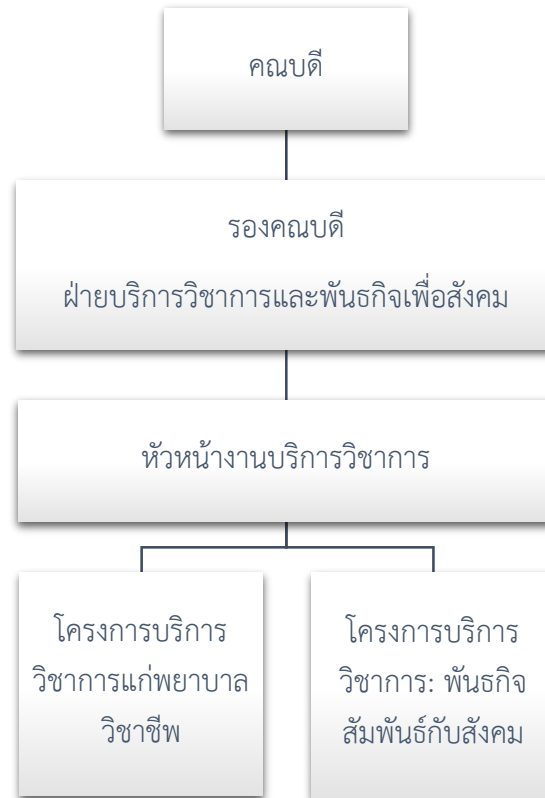 คณบดี
รองคณบดี
ฝ่ายบริการวิชาการและพันธกิจเพื่อสังคม
หัวหน้างานบริการวิชาการ
โครงการบริการ
วิชาการแก่พยาบาล
วิชาชีพ
โครงการบริการ
วิชาการ: พันธกิจ
สัมพันธ์กับสังคม